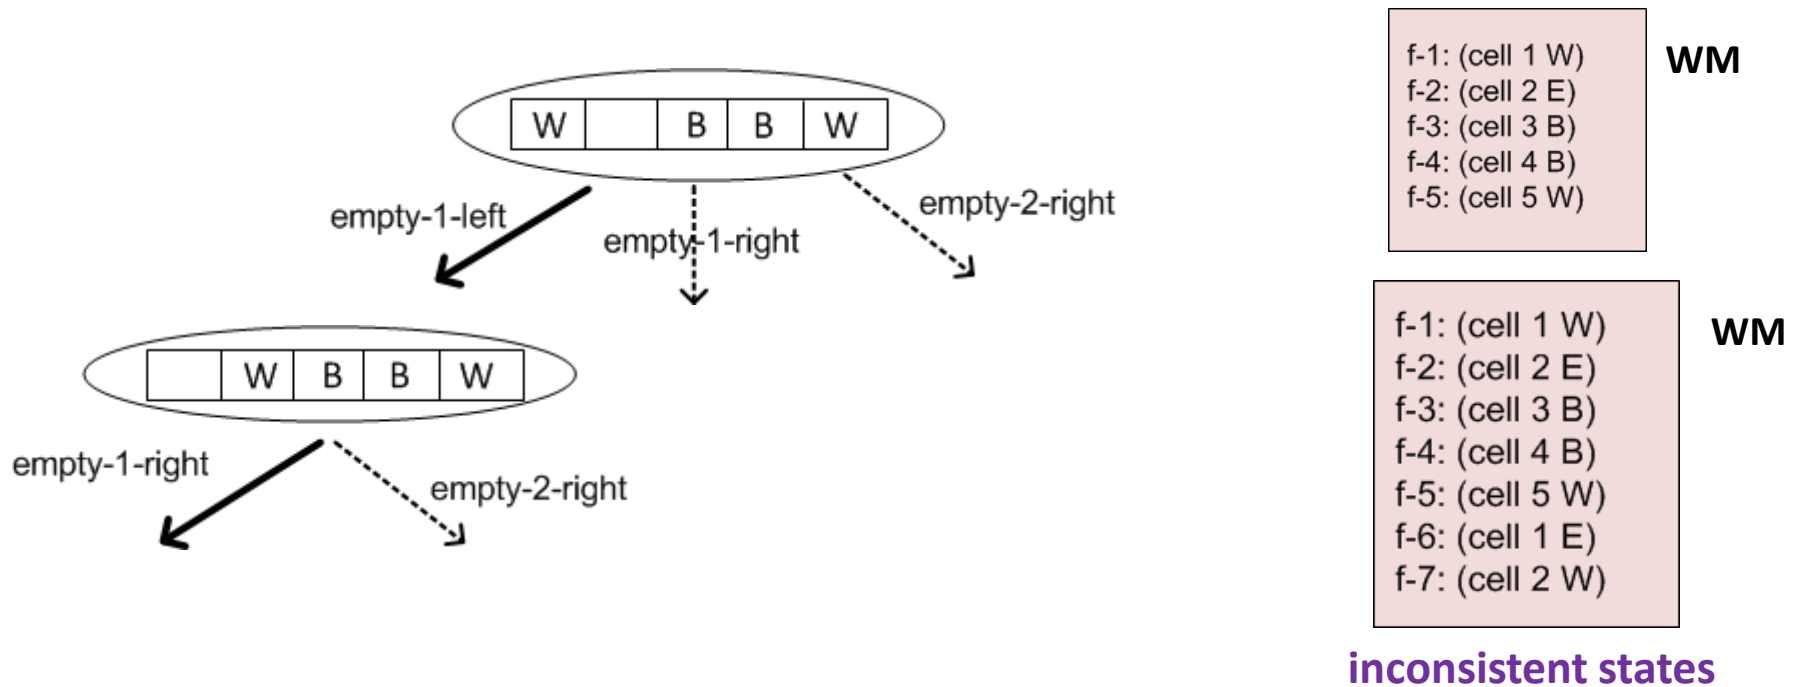 W B B W
empty-1-left
empty-1-right
empty-2-right
W B B W
empty-1-right
empty-2-right
f-1: (cell 1 W)
f-2: (cell 2 E)
f-3: (cell 3 B)
f-4: (cell 4 B)
f-5: (cell 5 W)
WM
f-1: (cell 1 W)
f-2: (cell 2 E)
f-3: (cell 3 B)
f-4: (cell 4 B)
f-5: (cell 5 W)
f-6: (cell 1 E)
f-7: (cell 2 W)
WM
inconsistent states